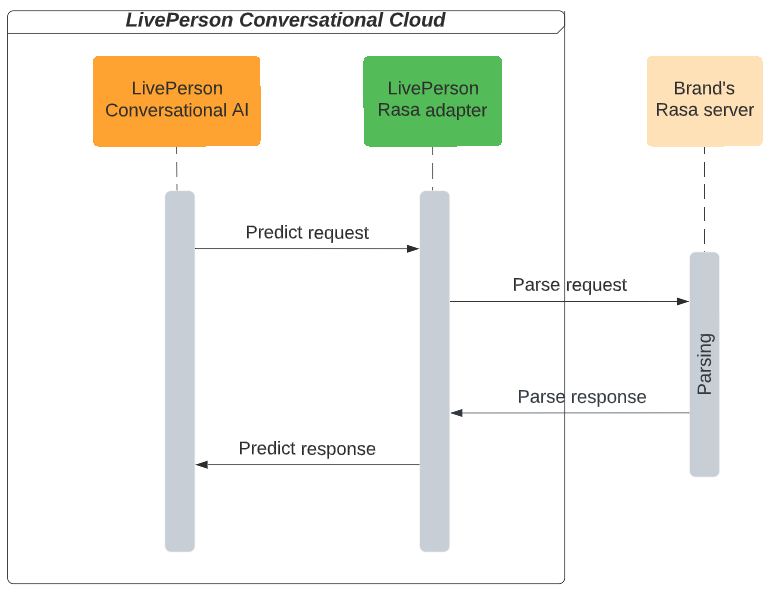 LivePerson Conversational Cloud
LivePerson
Conversational AI
LivePerson
Rasa adapter
Brand's
Rasa server
Predict request
Parse request
Parsing
Parse response
Predict response